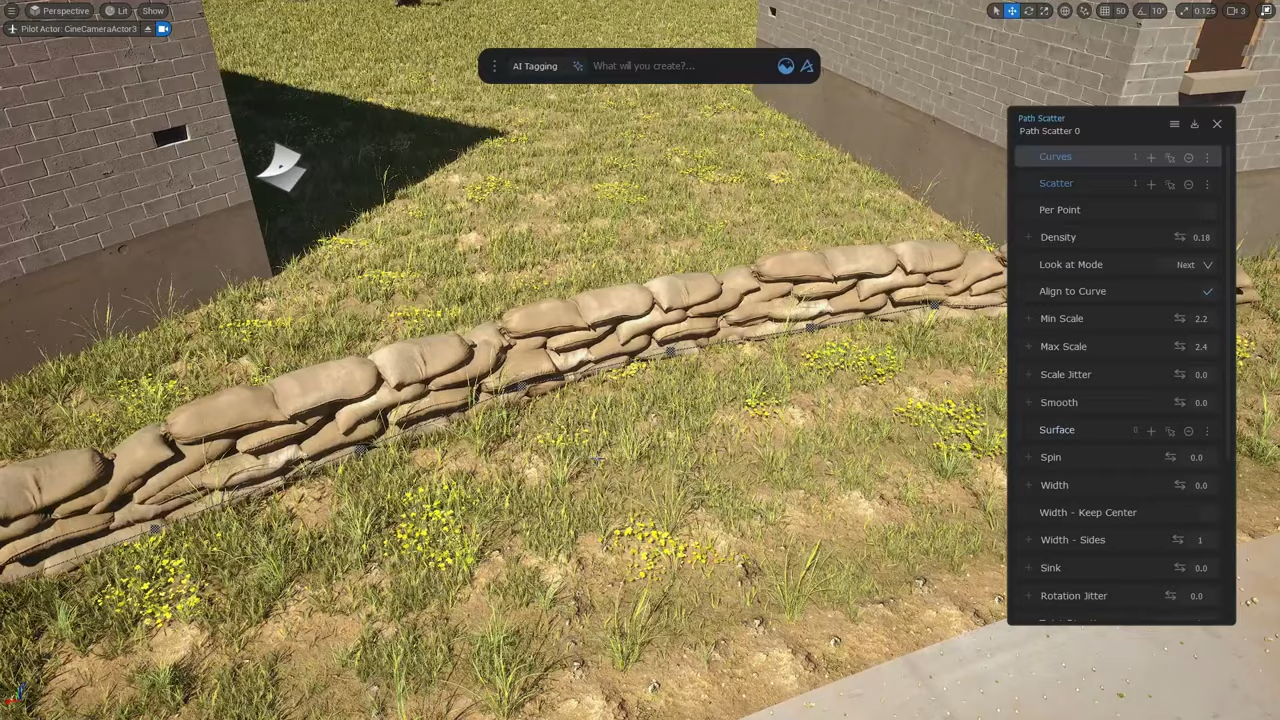 Perspective Lit Show 50 10° 0.125 3
Pilot Actor: CineCameraActor3
AI Tagging What will you create?...
Path Scatter
Path Scatter 0
Curves 1
Scatter 1
Per Point
Density 0.18
Look at Mode Next
Align to Curve
Min Scale 2.2
Max Scale 2.4
Scale Jitter 0.0
Smooth 0.0
Surface 0
Spin 0.0
Width 0.0
Width - Keep Center
Width - Sides 1
Sink 0.0
Rotation Jitter 0.0